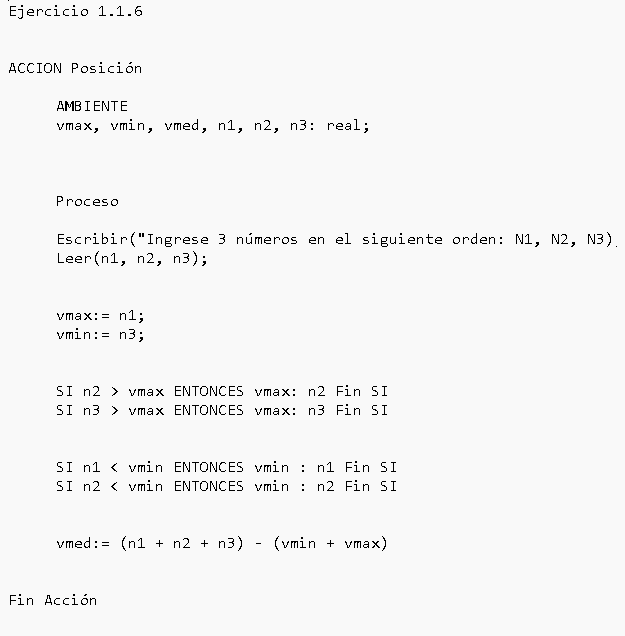 Ejercicio 1.1.6
ACCION Posición
AMBIENTE
vmax, vmin, vmed, n1, n2, n3: real;
Proceso
Escribir("Ingrese 3 números en el siguiente orden: N1, N2, N3)
Leer(n1, n2, n3);
vmax:= n1;
vmin:= n3;
SI n2 > vmax ENTONCES vmax: n2 Fin SI
SI n3 > vmax ENTONCES vmax: n3 Fin SI
SI n1 < vmin ENTONCES vmin : n1 Fin SI
SI n2 < vmin ENTONCES vmin : n2 Fin SI
vmed:= (n1 + n2 + n3) - (vmin + vmax)
Fin Acción